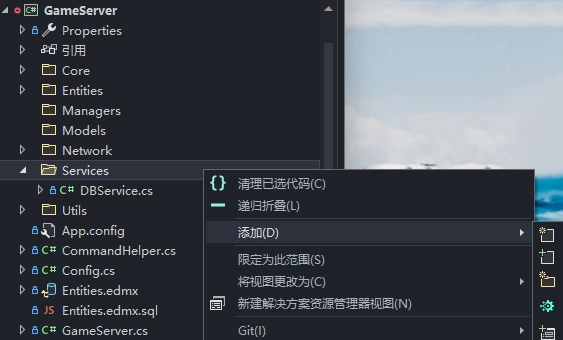 GameServer
Properties
引用
Core
Entities
Managers
Models
Network
Services
DBService.cs
Utils
App.config
CommandHelper.cs
Config.cs
Entities.edmx
Entities.edmx.sql
GameServer.cs
清理已选代码(C)
递归折叠(L)
添加(D)
限定为此范围(S)
将视图更改为(C)
新建解决方案资源管理器视图(N)
Git(I)